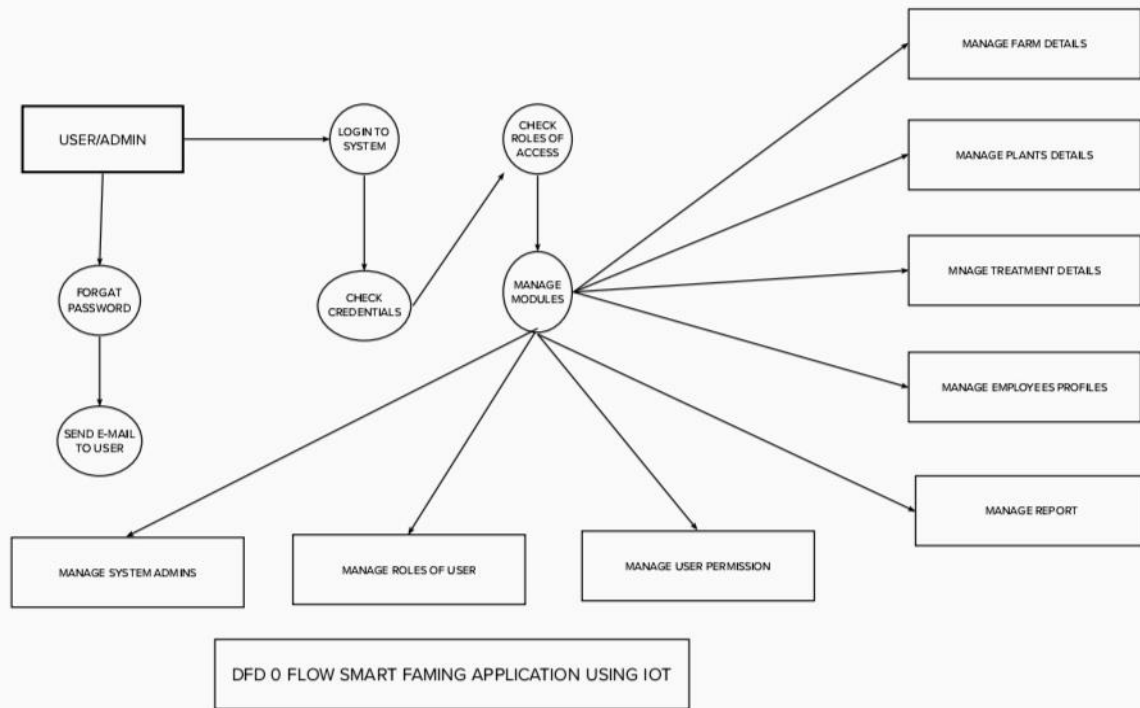 MANAGE FARM DETAILS
USER/ADMIN
LOGIN TO
SYSTEM
CHECK
ROLES OF
ACCESS
MANAGE PLANTS DETAILS
FORGAT
PASSWORD
CHECK
CREDENTIALS
MANAGE
MODULES
MNAGE TREATMENT DETAILS
MANAGE EMPLOYEES PROFILES
SEND E-MAIL
TO USER
MANAGE REPORT
MANAGE SYSTEM ADMINS
MANAGE ROLES OF USER
MANAGE USER PERMISSION
DFD 0 FLOW SMART FAMING APPLICATION USING IOT